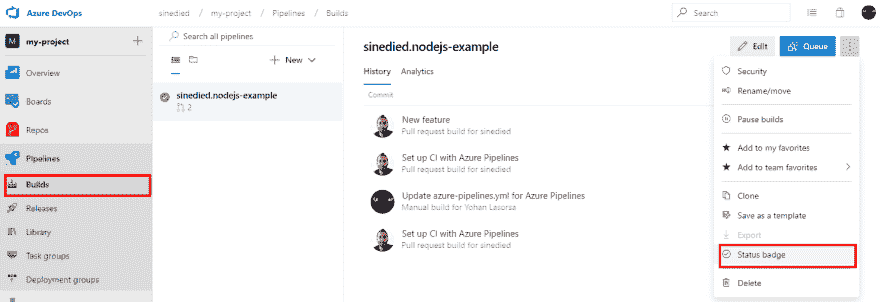 Azure DevOps
sinedied / my-project / Pipelines / Builds
Search
M my-project
Overview
Boards
Repos
Pipelines
Builds
Releases
Library
Task groups
Deployment groups
Search all pipelines
New
sinedied.nodejs-example
2
sinedied.nodejs-example
Edit
Queue
History Analytics
Commit
New feature
Pull request build for sinedied
Set up CI with Azure Pipelines
Pull request build for sinedied
Update azure-pipelines.yml for Azure Pipelines
Manual build for Yohan Lasorsa
Set up CI with Azure Pipelines
Pull request build for sinedied
Security
Rename/move
Pause builds
Add to my favorites
Add to team favorites
Clone
Save as a template
Export
Status badge
Delete